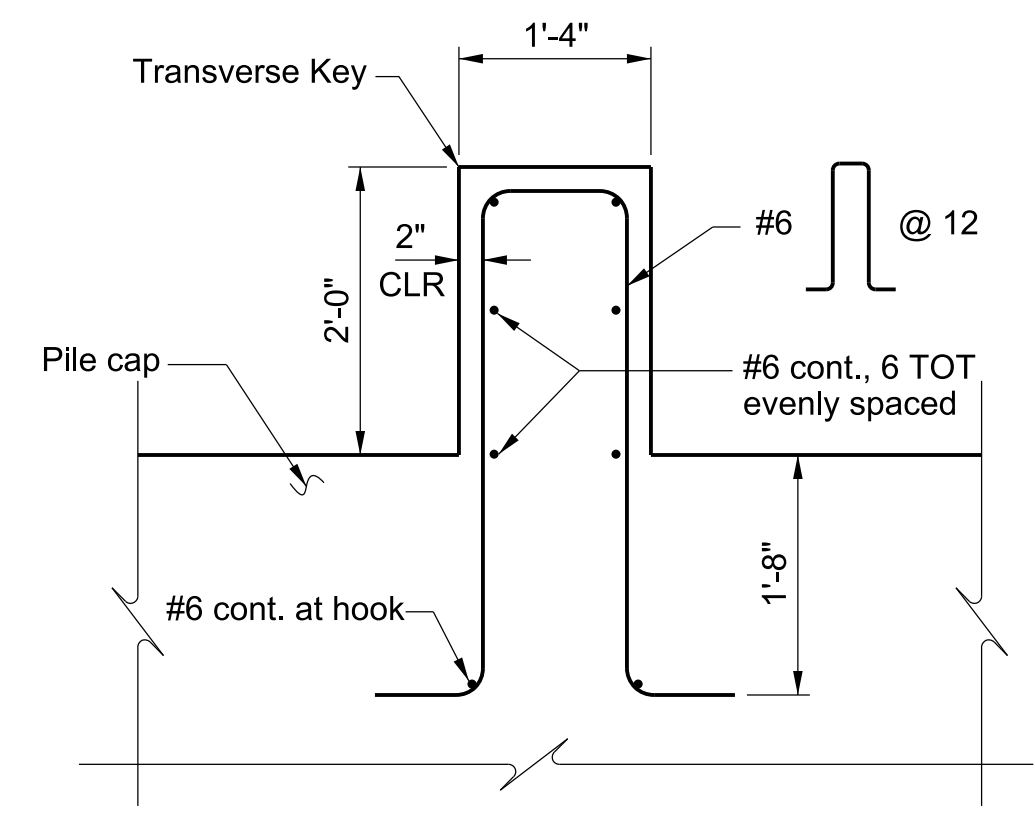 1'-4"
Transverse Key
#6
@ 12
2"
CLR
2'-0"
Pile cap
#6 cont., 6 TOT
evenly spaced
1'-8"
#6 cont. at hook